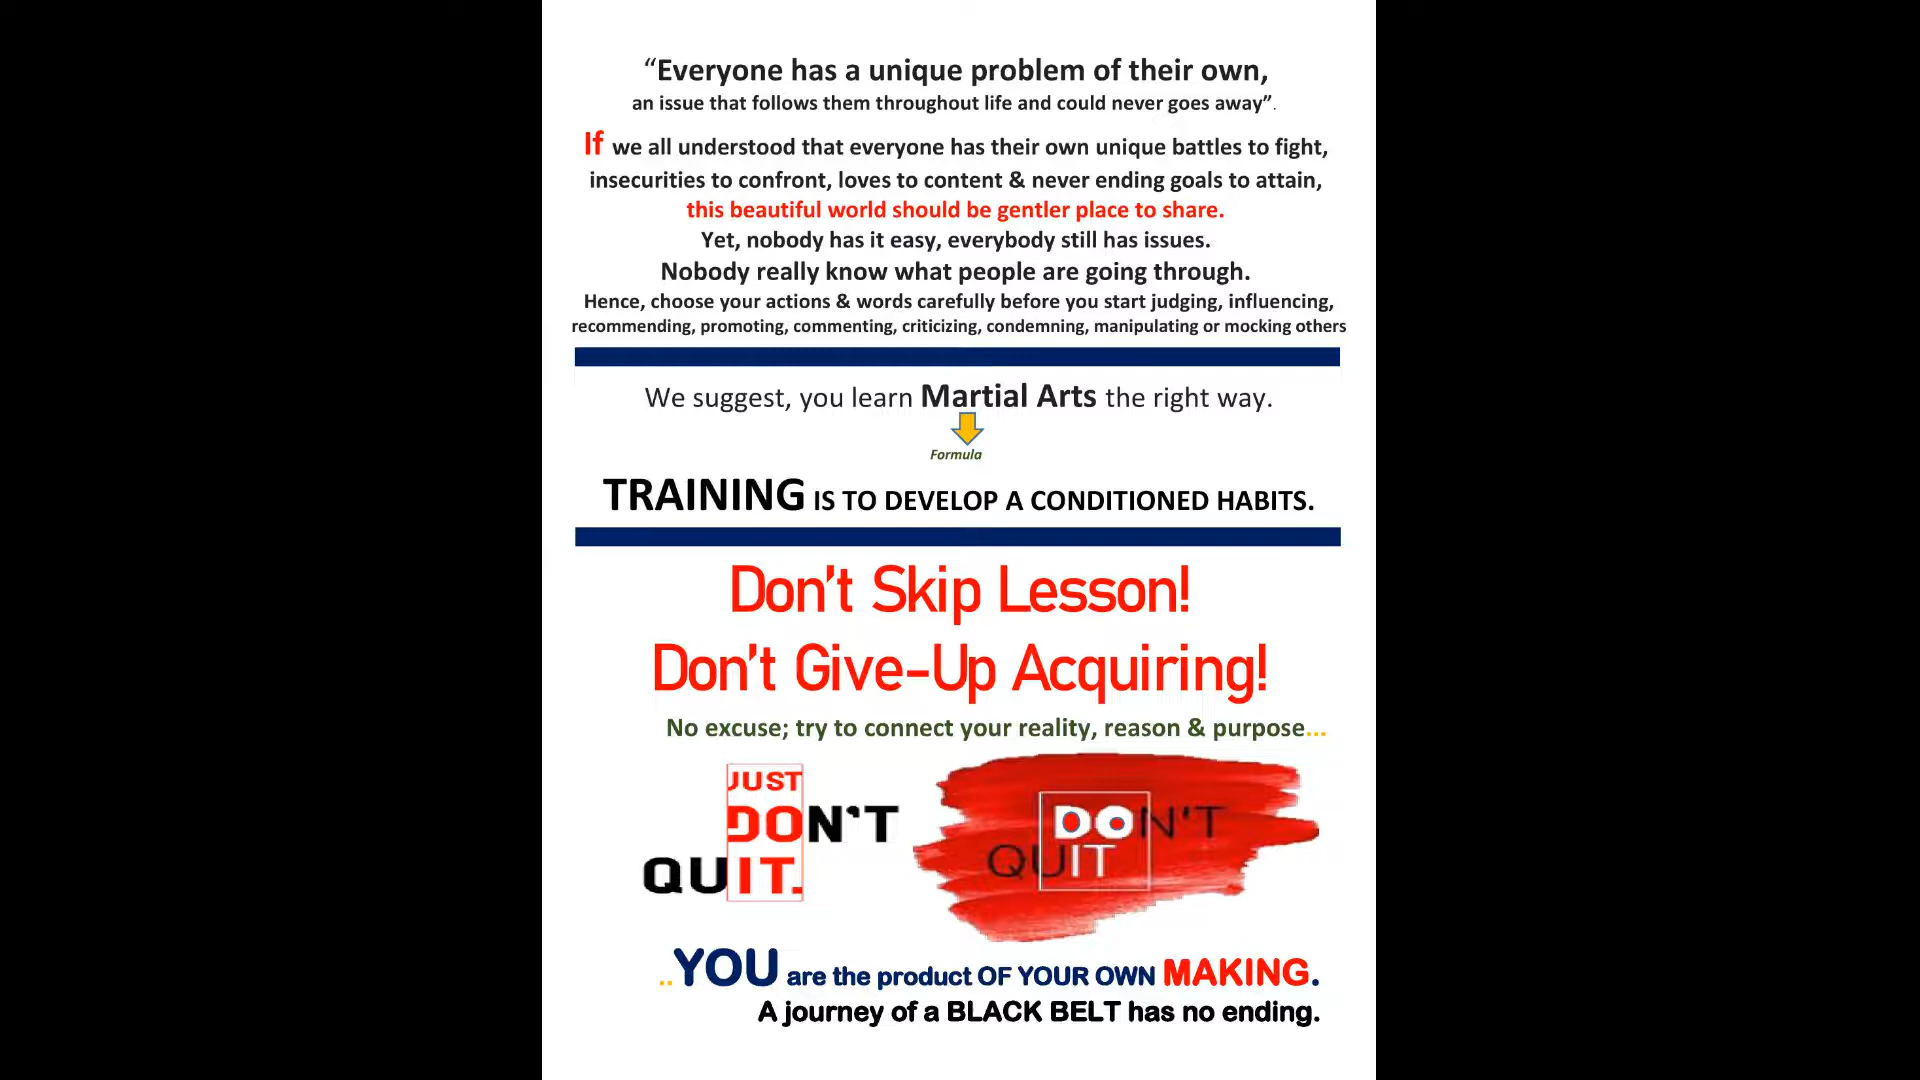 “Everyone has a unique problem of their own,
an issue that follows them throughout life and could never goes away”.
If we all understood that everyone has their own unique battles to fight,
insecurities to confront, loves to content & never ending goals to attain,
this beautiful world should be gentler place to share.
Yet, nobody has it easy, everybody still has issues.
Nobody really know what people are going through.
Hence, choose your actions & words carefully before you start judging, influencing,
recommending, promoting, commenting, criticizing, condemning, manipulating or mocking others
We suggest, you learn Martial Arts the right way.
Formula
TRAINING IS TO DEVELOP A CONDITIONED HABITS.
Don't Skip Lesson!
Don't Give-Up Acquiring!
No excuse; try to connect your reality, reason & purpose...
JUST
DON'T
QUIT.
DON'T
QUIT
..YOU are the product OF YOUR OWN MAKING.
A journey of a BLACK BELT has no ending.